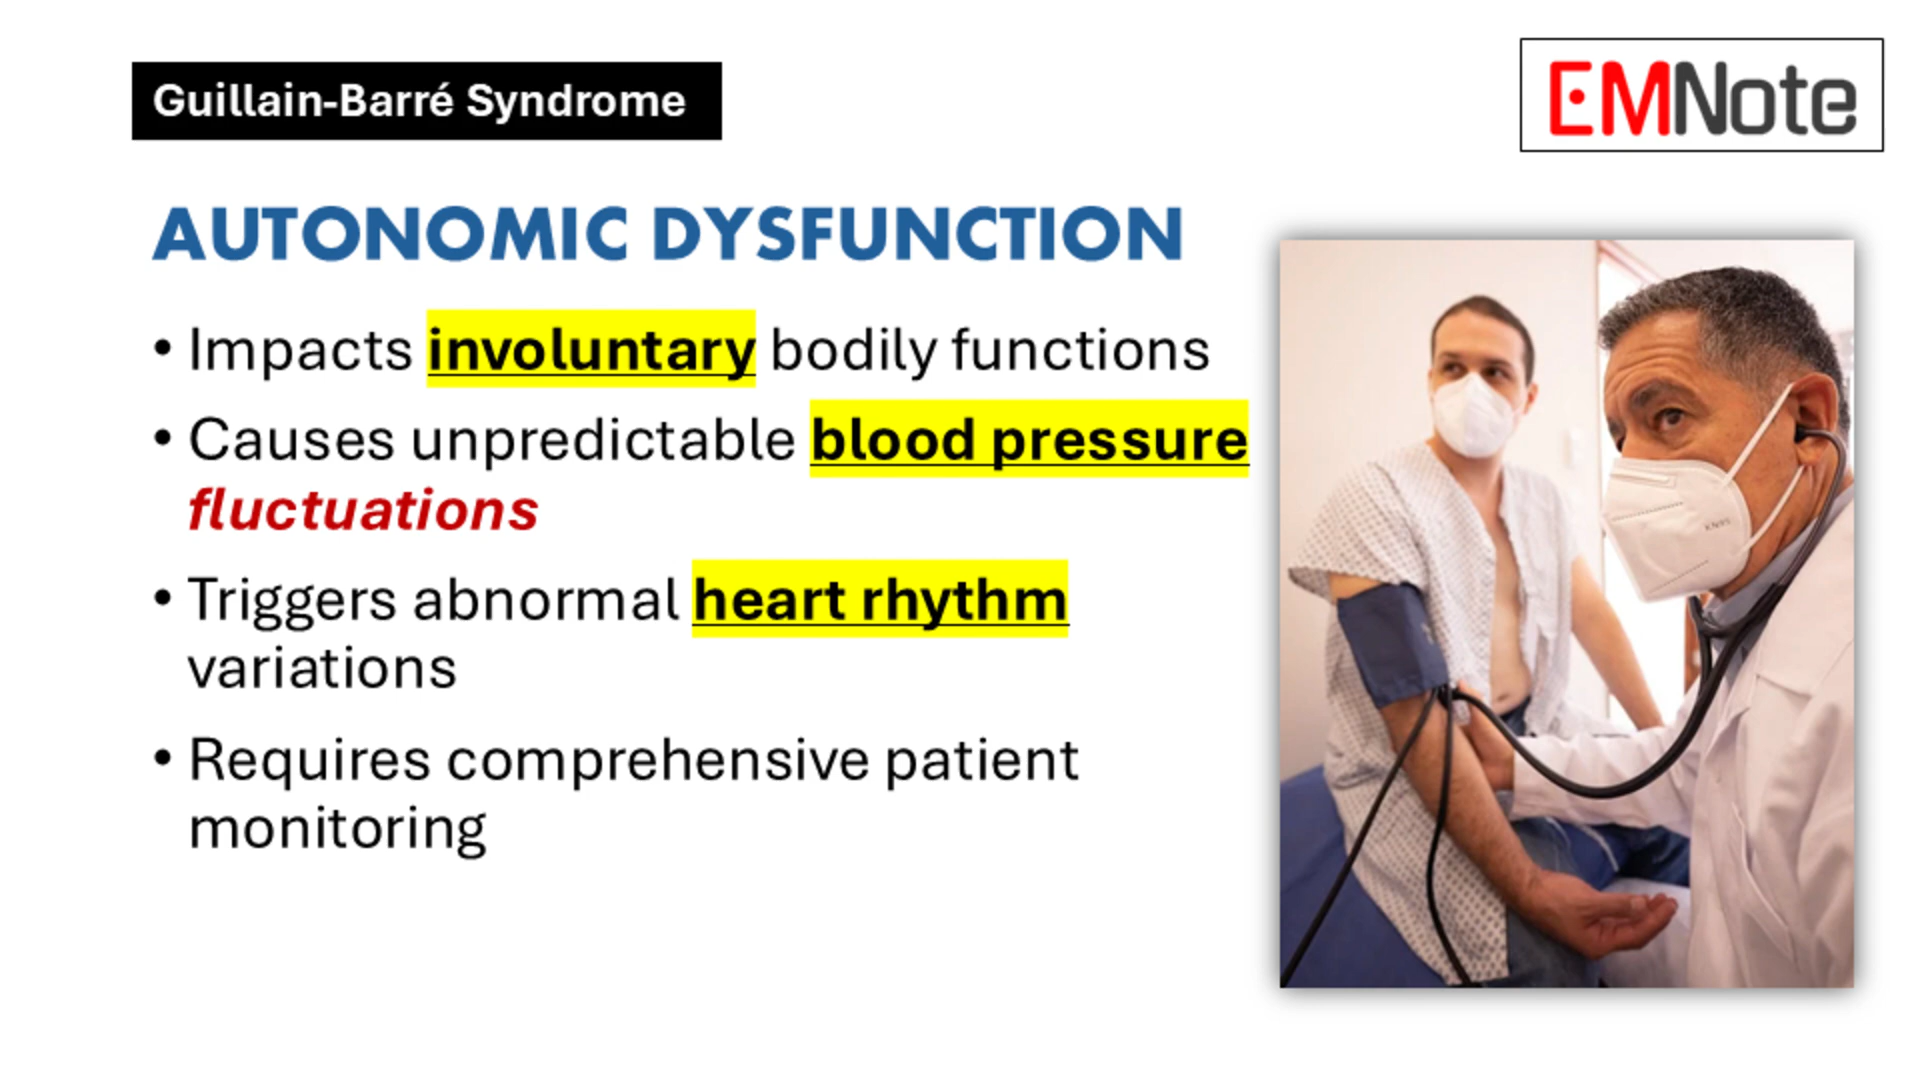 Guillain-Barré Syndrome
EMNote
AUTONOMIC DYSFUNCTION
• Impacts involuntary bodily functions
• Causes unpredictable blood pressure
fluctuations
• Triggers abnormal heart rhythm
variations
• Requires comprehensive patient
monitoring